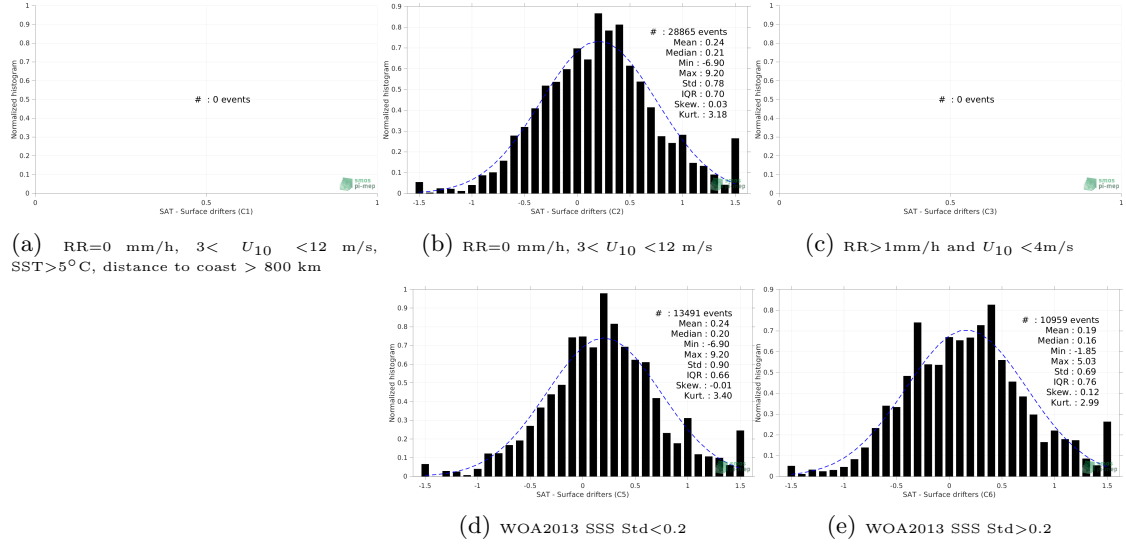 1
0.9
0.8
0.7
0.6
0.5
0.4
0.3
0.2
0.1
0
Normalized histogram
# : 0 events
pi-mep
0 0.5 1
SAT - Surface drifters (C1)
(a) RR=0 mm/h, 3< U10 <12 m/s,
SST>5°C, distance to coast > 800 km
0.9
0.8
0.7
0.6
0.5
0.4
0.3
0.2
0.1
0
Normalized histogram
# : 28865 events
Mean : 0.24
Median : 0.21
Min : -6.90
Max : 9.20
Std : 0.78
IQR : 0.70
Skew. : 0.03
Kurt. : 3.18
-1.5 -1 -0.5 0 0.5 1 1.5
SAT - Surface drifters (C2)
(b) RR=0 mm/h, 3< U10 <12 m/s
1
0.9
0.8
0.7
0.6
0.5
0.4
0.3
0.2
0.1
0
Normalized histogram
# : 0 events
pi-mep
0 0.5 1
SAT - Surface drifters (C3)
(c) RR>1mm/h and U10 <4m/s
1
0.9
0.8
0.7
0.6
0.5
0.4
0.3
0.2
0.1
0
Normalized histogram
# : 13491 events
Mean : 0.24
Median : 0.20
Min : -6.90
Max : 9.20
Std : 0.90
IQR : 0.66
Skew. : -0.01
Kurt. : 3.40
-1.5 -1 -0.5 0 0.5 1 1.5
SAT - Surface drifters (C5)
(d) WOA2013 SSS Std<0.2
0.9
0.8
0.7
0.6
0.5
0.4
0.3
0.2
0.1
0
Normalized histogram
# : 10959 events
Mean : 0.19
Median : 0.16
Min : -1.85
Max : 5.03
Std : 0.69
IQR : 0.76
Skew. : 0.12
Kurt. : 2.99
-1.5 -1 -0.5 0 0.5 1 1.5
SAT - Surface drifters (C6)
(e) WOA2013 SSS Std>0.2